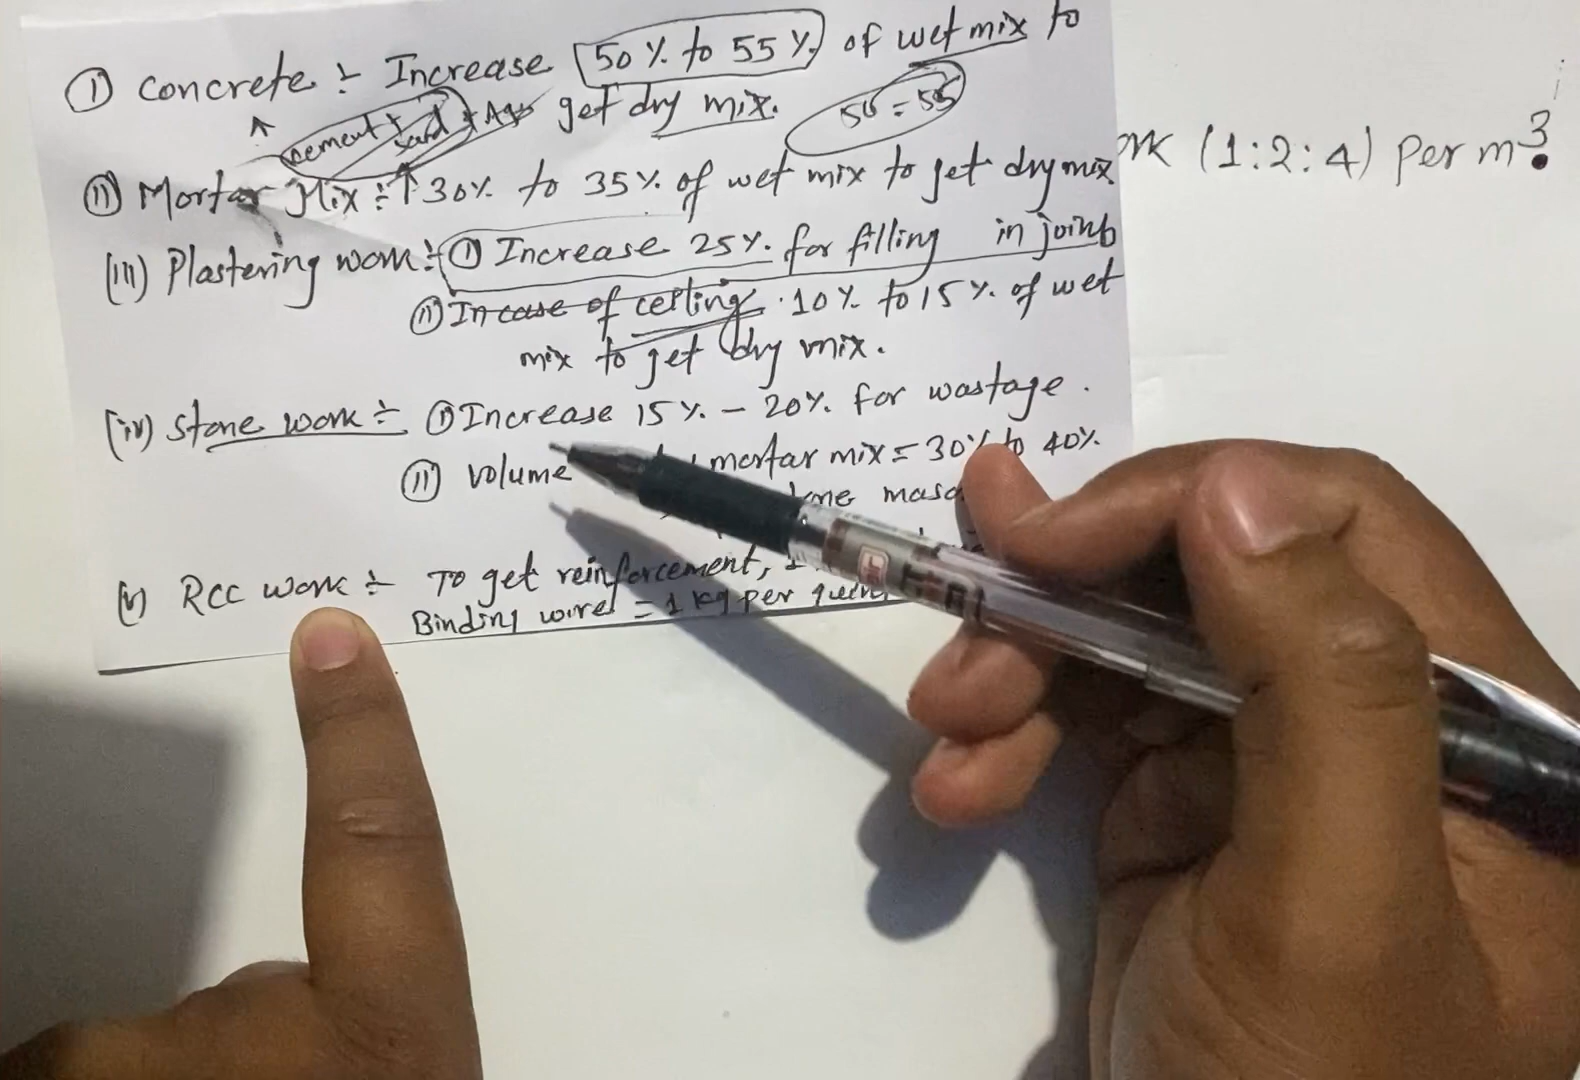 (I) Concrete :- Increase 50% to 55% of wet mix to
cement + sand + Ag get dry mix. 50 = 55
(II) Mortar Mix :- ↑ 30% to 35% of wet mix to get dry mix
(III) Plastering work :- (I) Increase 25%. for filling in joint
(II) In case of ceiling . 10% to 15% of wet
mix to get dry mix.
(iv) Stone work :- (I) Increase 15% - 20% for wastage .
(II) Volume mortar mix = 30% to 40%
(v) RCC work :- To get reinforcement,
Binding wire = 1 kg per
(1:2:4) per m³